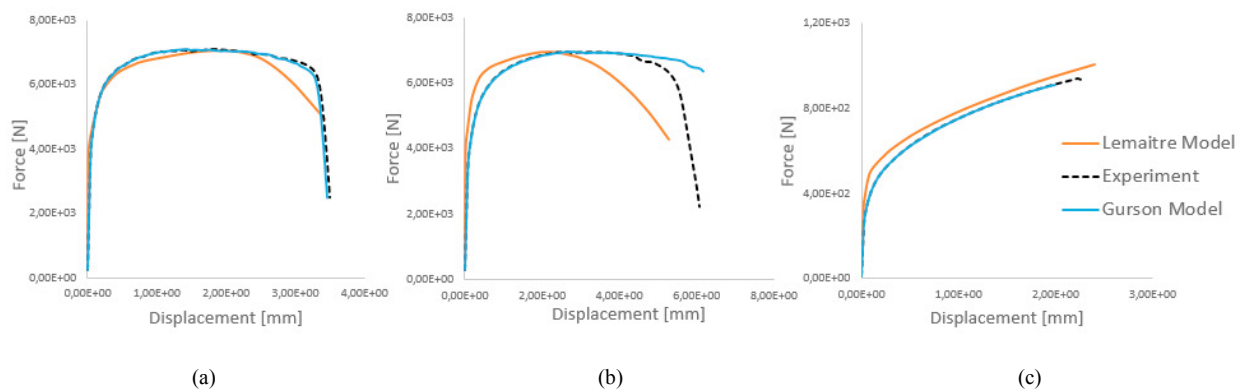 8,00E+03
6,00E+03
4,00E+03
2,00E+03
0,00E+00
Force [N]
0,00E+00 1,00E+00 2,00E+00 3,00E+00 4,00E+00
Displacement [mm]
(a)
8,00E+03
6,00E+03
4,00E+03
2,00E+03
0,00E+00
Force [N]
0,00E+00 2,00E+00 4,00E+00 6,00E+00 8,00E+00
Displacement [mm]
(b)
1,20E+03
8,00E+02
4,00E+02
0,00E+00
Force [N]
0,00E+00 1,00E+00 2,00E+00 3,00E+00
Displacement [mm]
(c)
Lemaitre Model
Experiment
Gurson Model